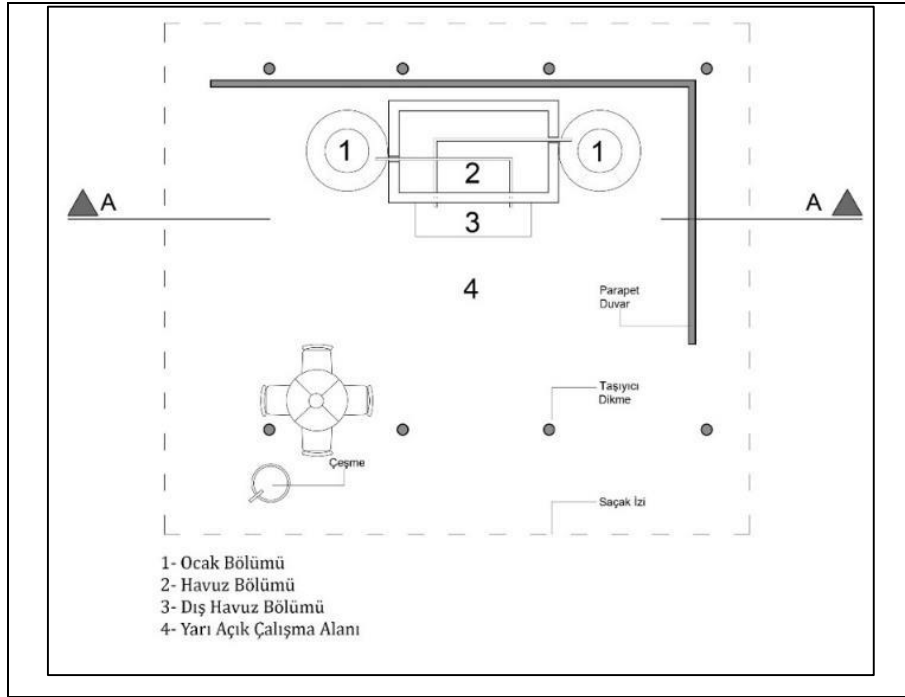 1
1
2
A
A
3
4
Parapet
Duvar
Taşıyıcı
Dikme
Çeşme
Saçak İzi
1- Ocak Bölümü
2- Havuz Bölümü
3- Dış Havuz Bölümü
4- Yarı Açık Çalışma Alanı